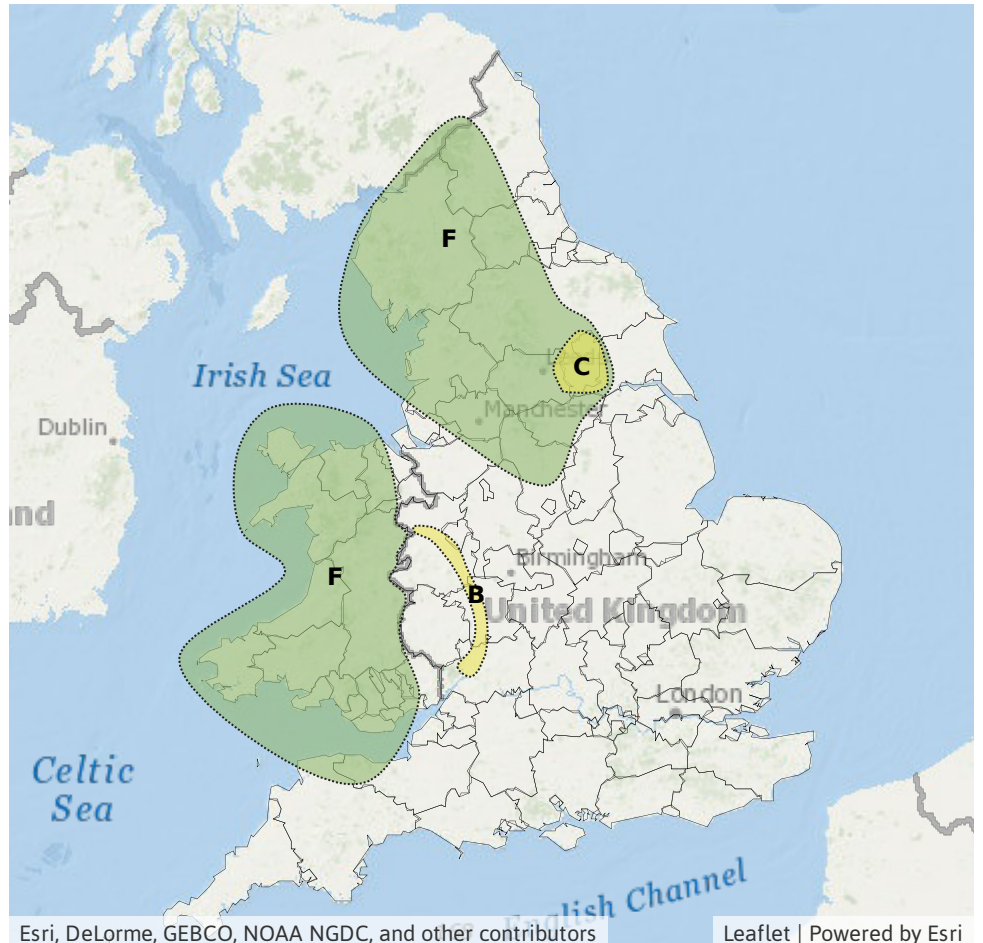 F
C
Irish Sea
Manchester
Dublin
Birmingham
F
B
United Kingdom
London
Celtic
Sea
English Channel
Esri, DeLorme, GEBCO, NOAA NGDC, and other contributors
Leaflet | Powered by Esri